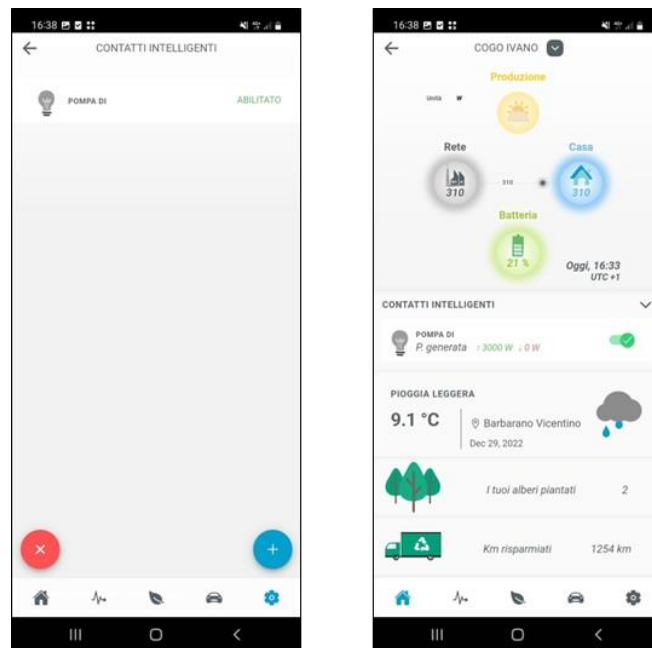 16:38
CONTATTI INTELLIGENTI
POMPA DI
ABILITATO
16:38
COGO IVANO
Produzione
Unità W
Rete
Casa
310
310
310
Batteria
21 %
Oggi, 16:33
UTC +1
CONTATTI INTELLIGENTI
POMPA DI
P. generata ↑ 3000 W ↓ 0 W
PIOGGIA LEGGERA
9.1 °C
Barbarano Vicentino
Dec 29, 2022
I tuoi alberi piantati 2
Km risparmiati 1254 km